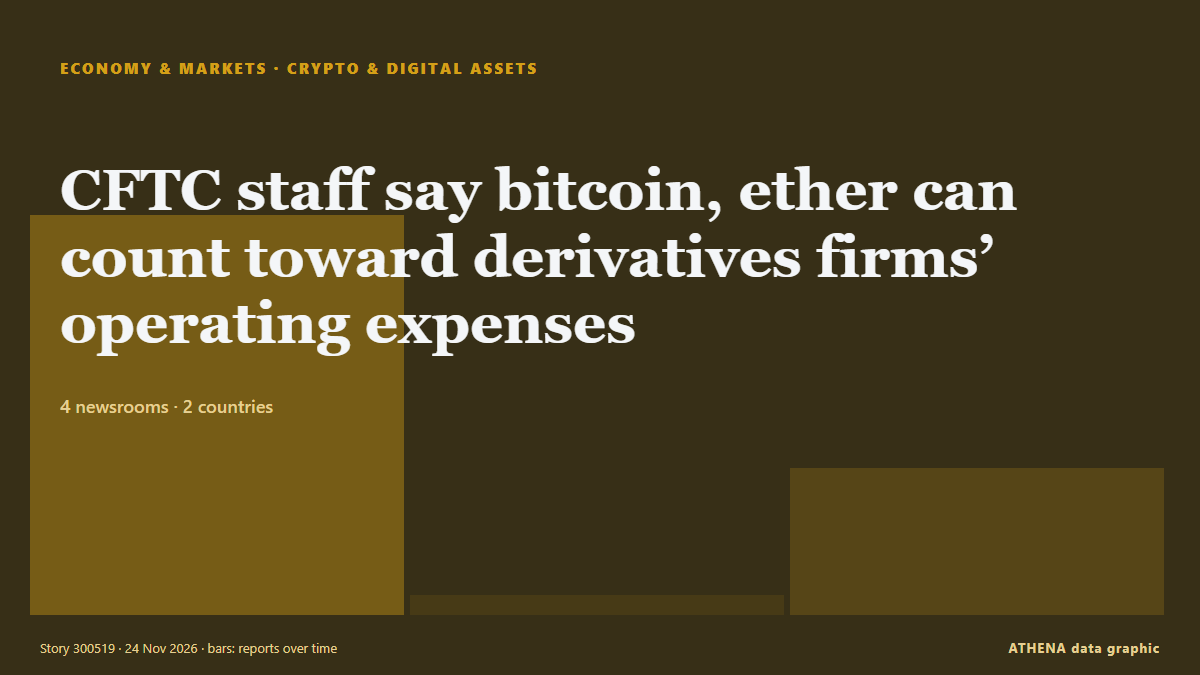 ECONOMY & MARKETS · CRYPTO & DIGITAL ASSETS
CFTC staff say bitcoin, ether can
count toward derivatives firms’
operating expenses
4 newsrooms · 2 countries
Story 300519 · 24 Nov 2026 · bars: reports over time
ATHENA data graphic